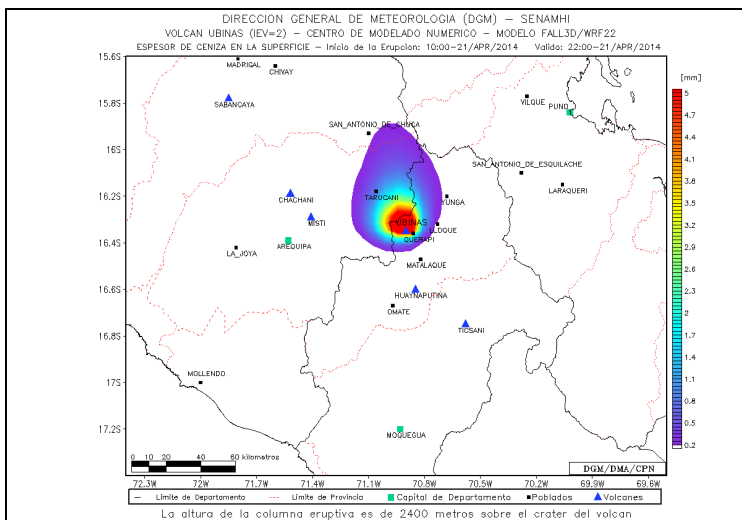 DIRECCION GENERAL DE METEOROLOGIA (DGM) – SENAMHI
VOLCAN UBINAS (IEV=2) – CENTRO DE MODELADO NUMERICO – MODELO FALL3D/WRF22
ESPESOR DE CENIZA EN LA SUPERFICIE – Inicio de la Erupcion: 10:00–21/APR/2014 Valido: 22:00–21/APR/2014
15.6S
MADRIGAL
CHIVAY
[mm]
5
4.7
4.4
4.1
3.8
3.5
3.2
2.9
2.6
2.3
2
1.7
1.4
1.1
0.8
0.5
0.2
15.8S
SABANCAYA
VILQUE
PUNO
SAN_ANTONIO_DE_CHUCA
16S
SAN_ANTONIO_DE_ESQUILACHE
LARAQUERI
16.2S
CHACHANI
TARUCANI
YUNGA
MISTI
UBINAS
LLOQUE
QUERAPI
16.4S
LA_JOYA
AREQUIPA
MATALAQUE
16.6S
HUAYNAPUTINA
OMATE
16.8S
TICSANI
MOLLENDO
17S
17.2S
MOQUEGUA
0 10 20 40 60 kilometros
DGM/DMA/CPN
72.3W 72W 71.7W 71.4W 71.1W 70.8W 70.5W 70.2W 69.9W 69.6W
Limite de Departamento Limite de Provincia Capital de Departamento Poblados Volcanes
La altura de la columna eruptiva es de 2400 metros sobre el crater del volcan